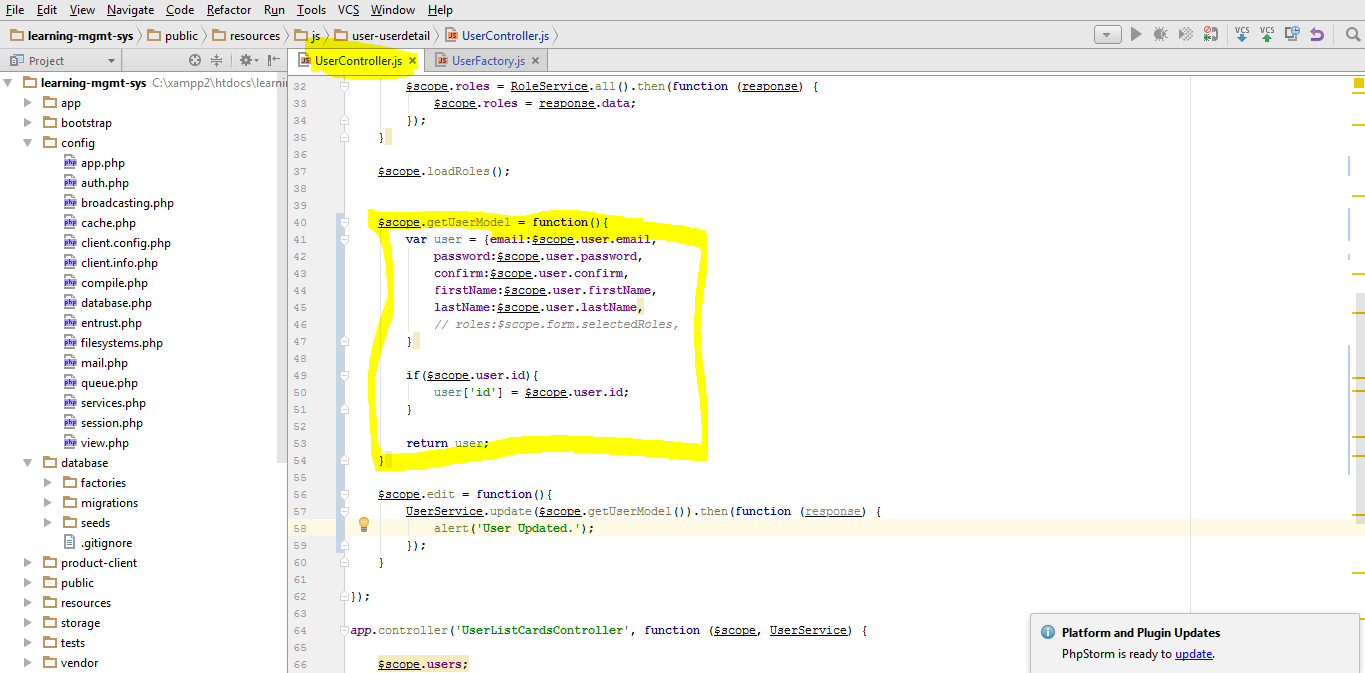 File Edit View Navigate Code Refactor Run Tools VCS Window Help
learning-mgmt-sys public resources js user-userdetail UserController.js VCS VCS
Project UserController.js UserFactory.js
learning-mgmt-sys C:\xampp2\htdocs\learni
app
bootstrap
config
app.php
auth.php
broadcasting.php
cache.php
client.config.php
client.info.php
compile.php
database.php
entrust.php
filesystems.php
mail.php
queue.php
services.php
session.php
view.php
database
factories
migrations
seeds
.gitignore
product-client
public
resources
storage
tests
vendor
32 $scope.roles = RoleService.all().then(function (response) {
33 $scope.roles = response.data;
34 });
35 }
36
37 $scope.loadRoles();
38
39
40 $scope.getUserModel = function(){
41 var user = {email:$scope.user.email,
42 password:$scope.user.password,
43 confirm:$scope.user.confirm,
44 firstName:$scope.user.firstName,
45 lastName:$scope.user.lastName,
46 // roles:$scope.form.selectedRoles,
47 }
48
49 if($scope.user.id){
50 user['id'] = $scope.user.id;
51 }
52
53 return user;
54 }
55
56 $scope.edit = function(){
57 UserService.update($scope.getUserModel()).then(function (response) {
58 alert('User Updated.');
59 });
60 }
61
62 });
63
64 app.controller('UserListCardsController', function ($scope, UserService) {
65
66 $scope.users;
Platform and Plugin Updates
PhpStorm is ready to update.